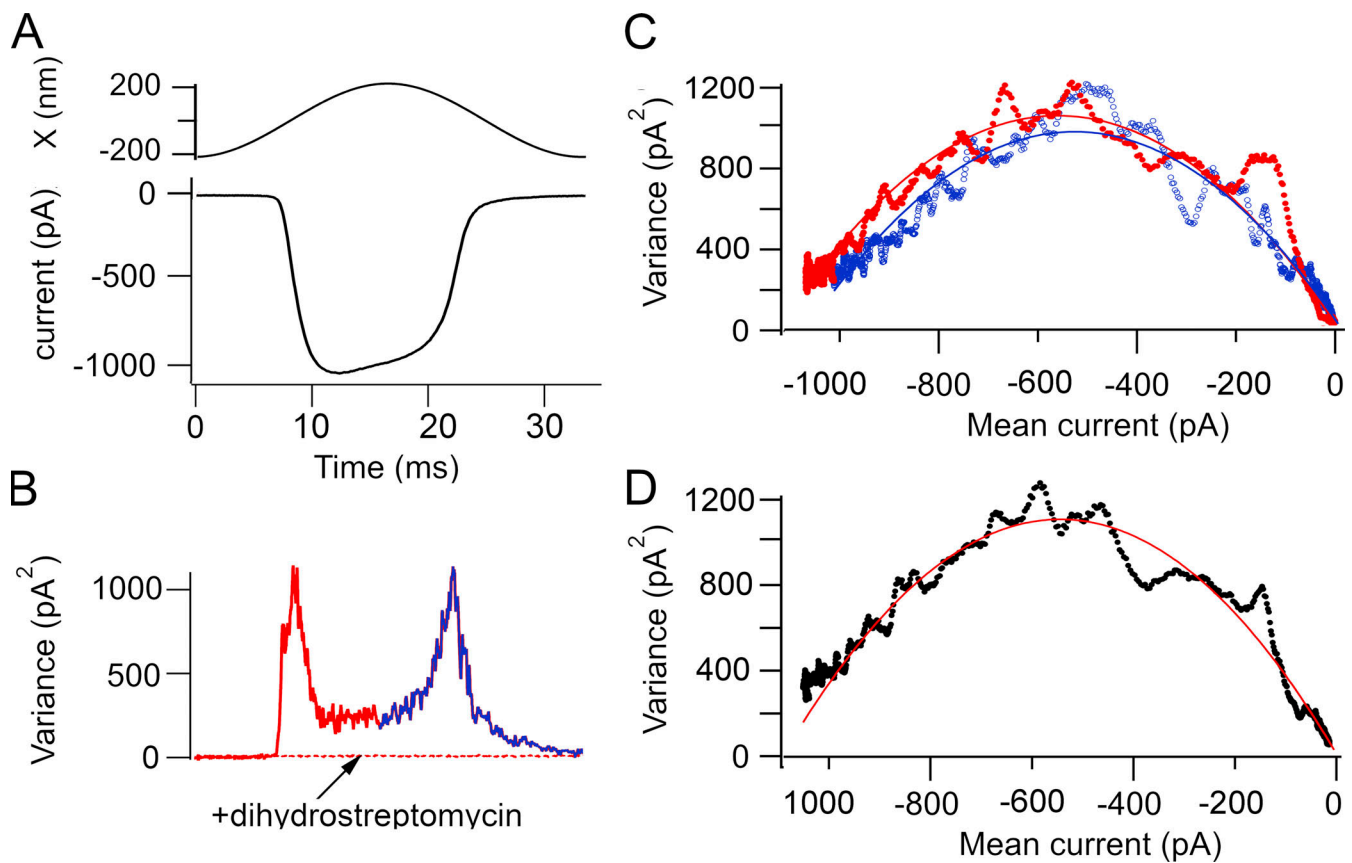 A
X (nm)
200
-200
current (pA)
0
-500
-1000
0
10
20
30
Time (ms)
B
Variance (pA²)
1000
500
0
+dihydrostreptomycin
C
Variance (pA²)
1200
800
400
0
-1000
-800
-600
-400
-200
0
Mean current (pA)
D
Variance (pA²)
1200
800
400
0
1000
-800
-600
-400
-200
0
Mean current (pA)